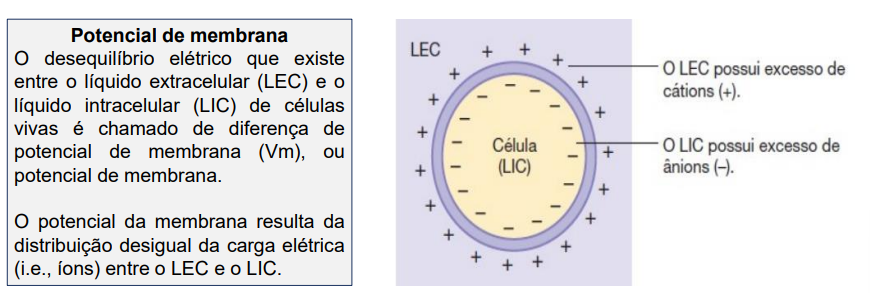 Potencial de membrana
O desequilíbrio elétrico que existe
entre o líquido extracelular (LEC) e o
líquido intracelular (LIC) de células
vivas é chamado de diferença de
potencial de membrana (Vm), ou
potencial de membrana.
O potencial da membrana resulta da
distribuição desigual da carga elétrica
(i.e., íons) entre o LEC e o LIC.
LEC
Célula
(LIC)
O LEC possui excesso de
cátions (+).
O LIC possui excesso de
ânions (–).